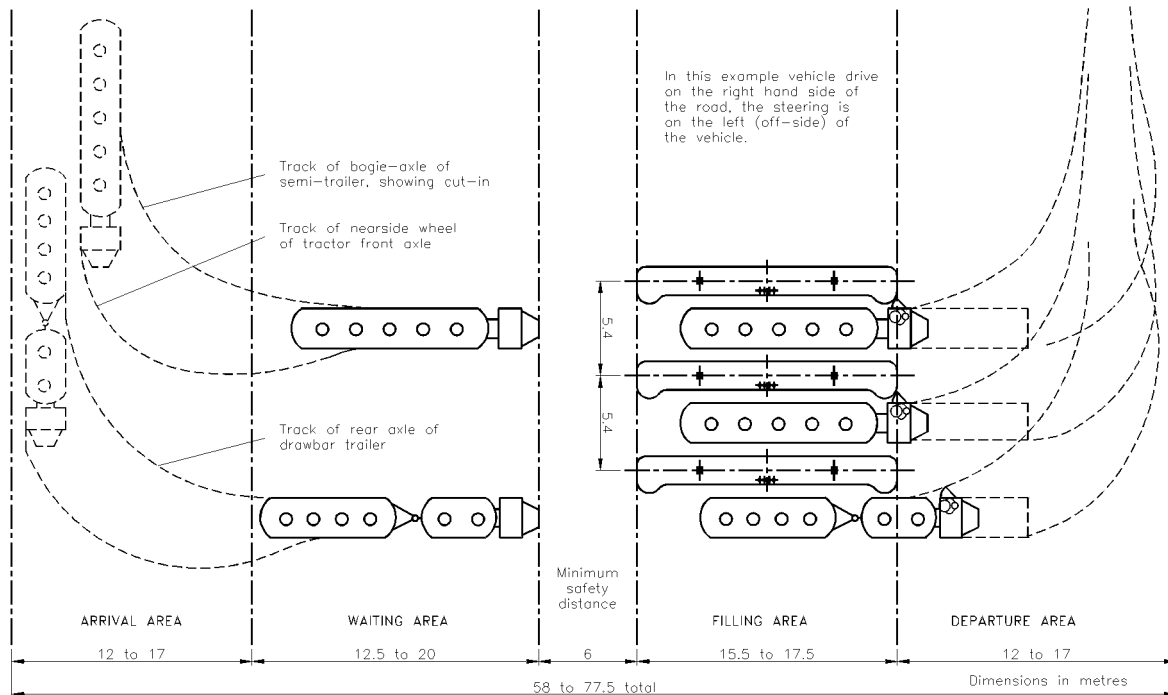 In this example vehicle drive
on the right hand side of
the road, the steering is
on the left (off-side) of
the vehicle.
Track of bogie-axle of
semi-trailer, showing cut-in
Track of nearside wheel
of tractor front axle
5.4
5.4
Track of rear axle of
drawbar trailer
Minimum
safety
distance
ARRIVAL AREA
WAITING AREA
FILLING AREA
DEPARTURE AREA
12 to 17
12.5 to 20
6
15.5 to 17.5
12 to 17
58 to 77.5 total
Dimensions in metres